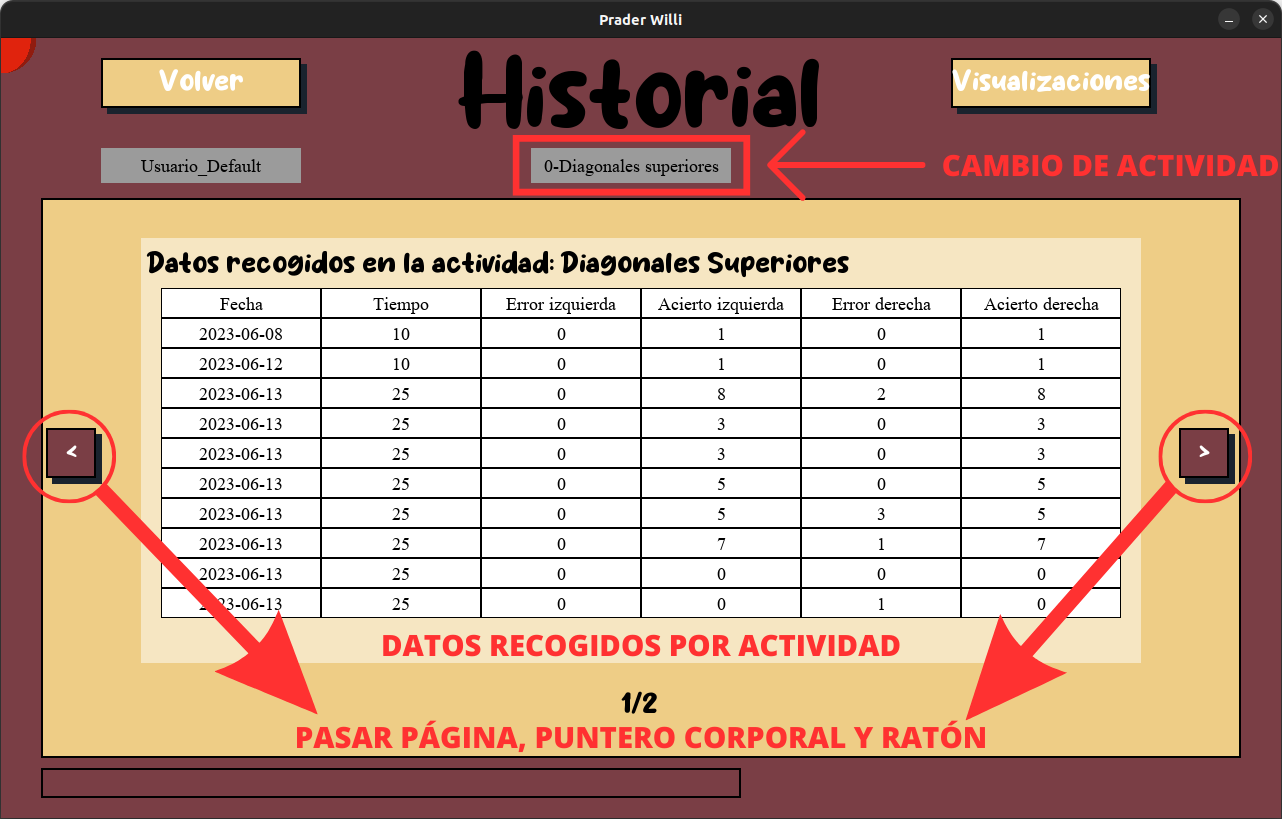 Prader Willi
Volver
Historial
Visualizaciones
Usuario_Default
0-Diagonales superiores
CAMBIO DE ACTIVIDAD
Datos recogidos en la actividad: Diagonales Superiores
Fecha Tiempo Error izquierda Acierto izquierda Error derecha Acierto derecha
2023-06-08 10 0 1 0 1
2023-06-12 10 0 1 0 1
2023-06-13 25 0 8 2 8
2023-06-13 25 0 3 0 3
2023-06-13 25 0 3 0 3
2023-06-13 25 0 5 0 5
2023-06-13 25 0 5 3 5
2023-06-13 25 0 7 1 7
2023-06-13 25 0 0 0 0
2023-06-13 25 0 0 1 0
<
>
DATOS RECOGIDOS POR ACTIVIDAD
1/2
PASAR PÁGINA, PUNTERO CORPORAL Y RATÓN